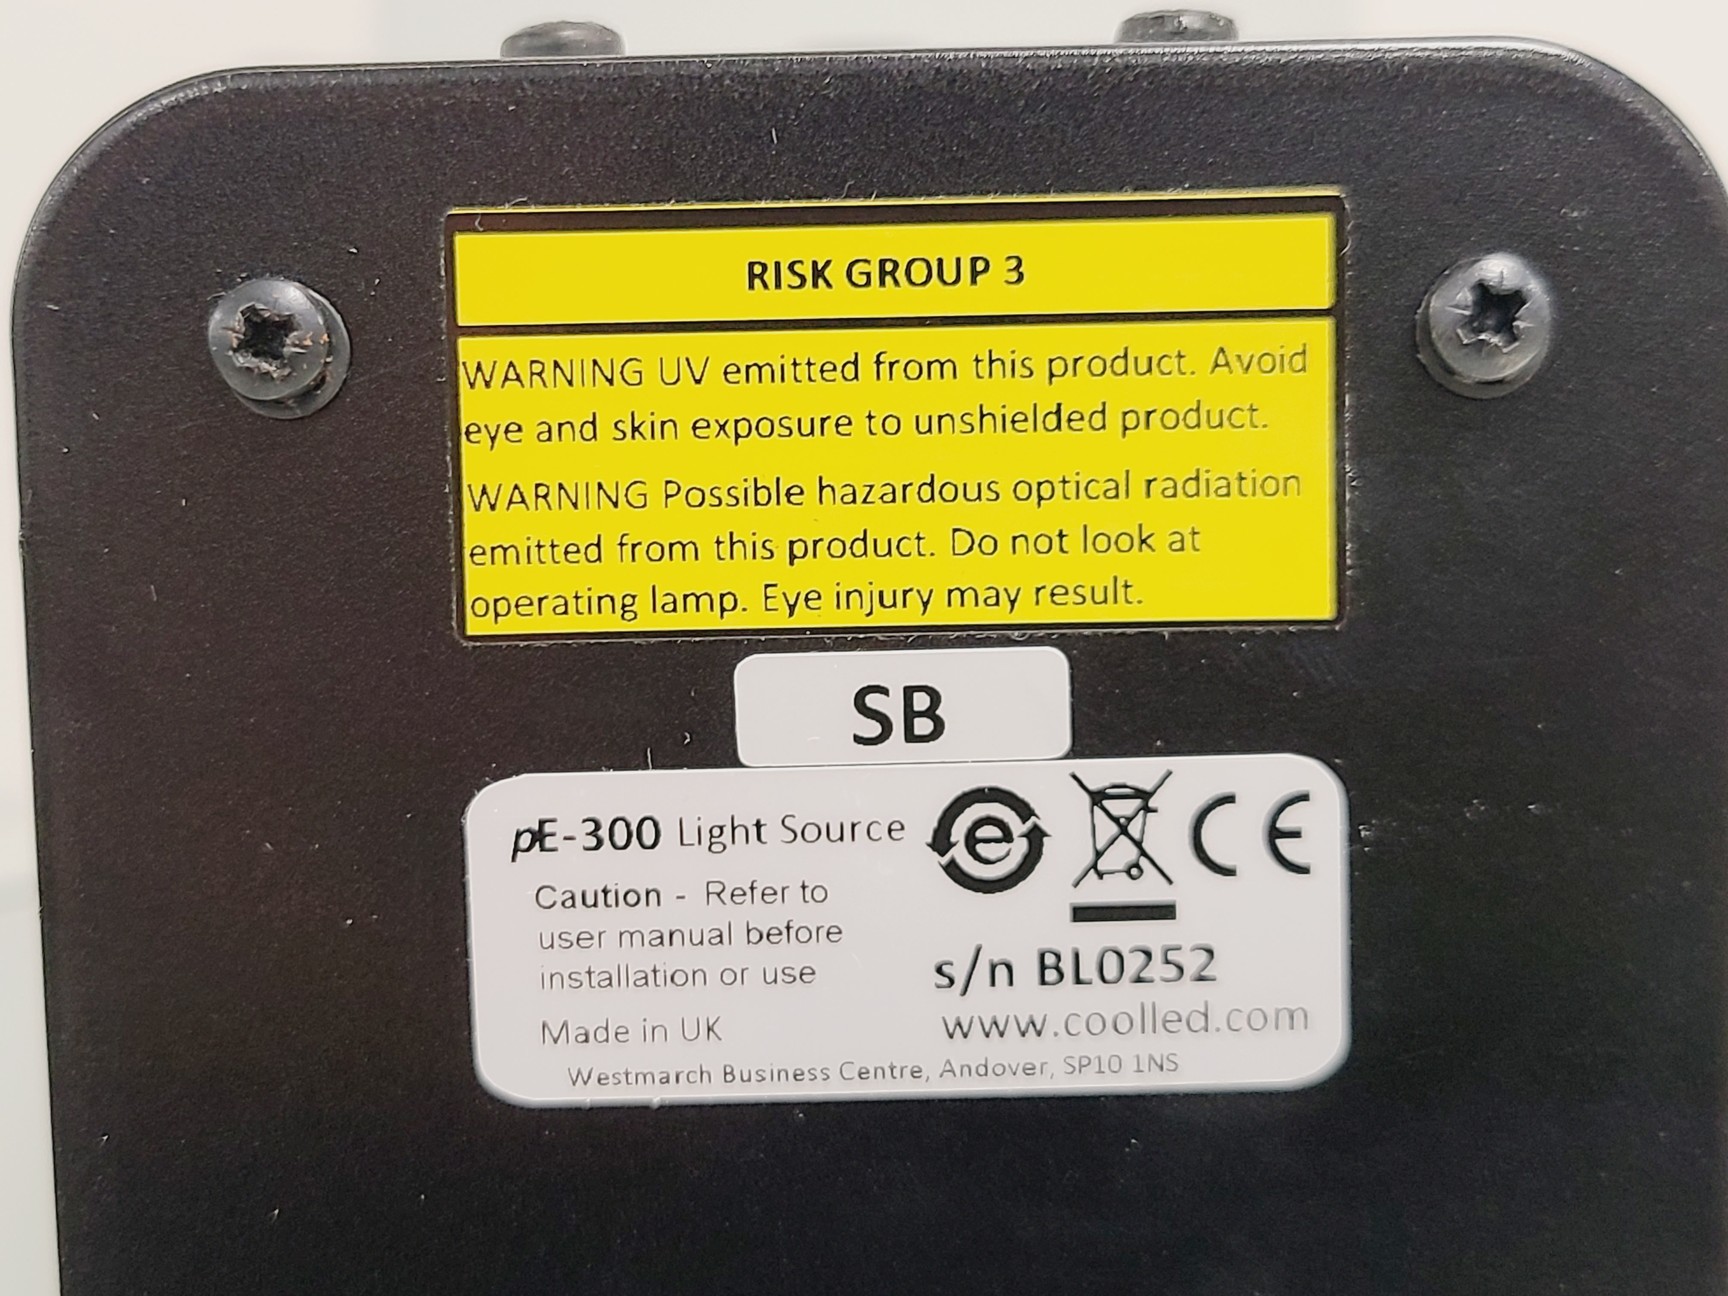 RISK GROUP 3
WARNING UV emitted from this product. Avoid
eye and skin exposure to unshielded product.
WARNING Possible hazardous optical radiation
emitted from this product. Do not look at
operating lamp. Eye injury may result.
SB
pE-300 Light Source
e
CE
Caution - Refer to
user manual before
installation or use
s/n BL0252
Made in UK
www.coolled.com
Westmarch Business Centre, Andover, SP10 1NS